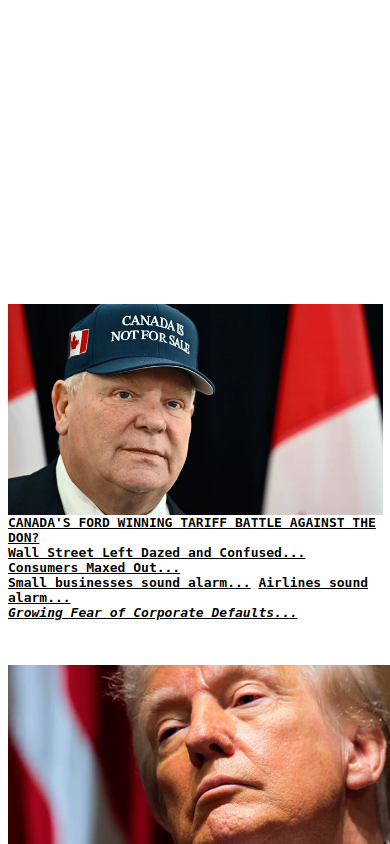 CANADA IS
NOT FOR SALE
CANADA'S FORD WINNING TARIFF BATTLE AGAINST THE
DON?
Wall Street Left Dazed and Confused...
Consumers Maxed Out...
Small businesses sound alarm... Airlines sound
alarm...
Growing Fear of Corporate Defaults...